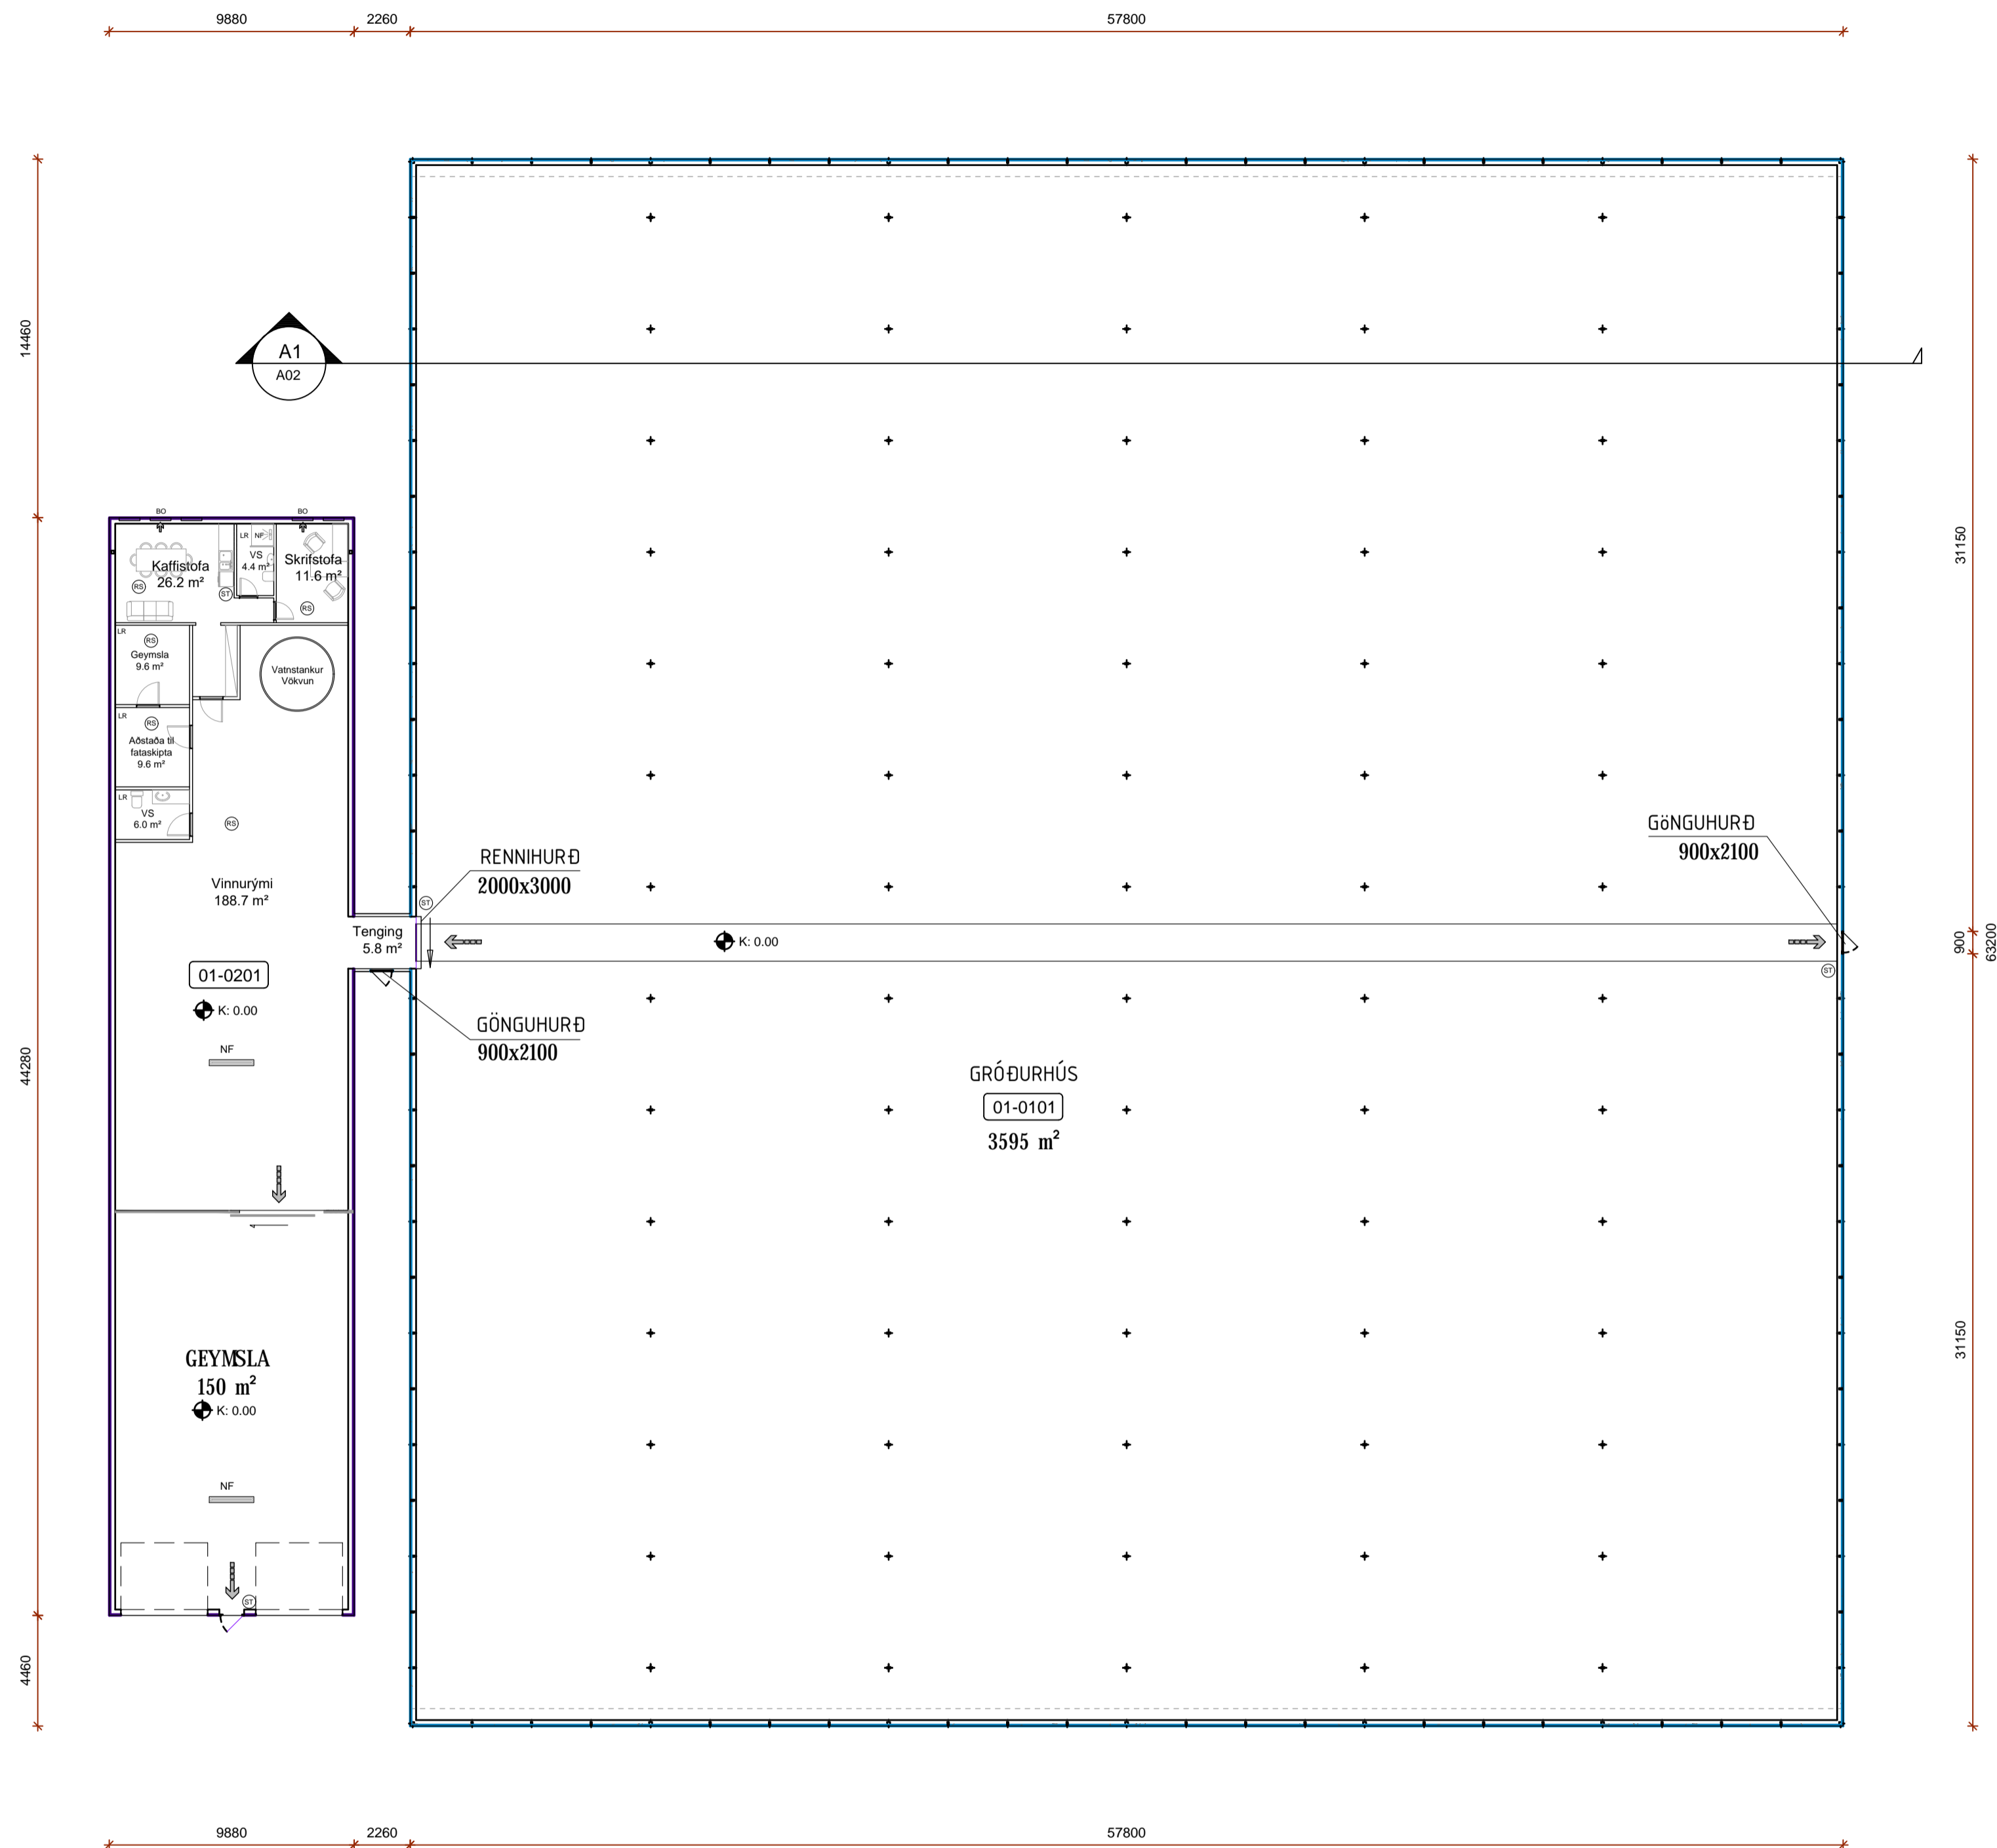 9880 2260 57800
14460
A1
A02
BO BO
LR NF
VS
4.4 m²
Kaffistofa
26.2 m²
Skrifstofa
11.6 m²
RS ST RS
31150
LR
RS
Geymsla
9.6 m²
Vatnstankur
Vökvun
LR
RS
Aðstaða til
fataskipta
9.6 m²
LR
VS
6.0 m²
RS
GöNGUHURÐ
900x2100
RENNIHURÐ
2000x3000
Vinnurými
188.7 m²
ST
Tenging
5.8 m²
K: 0.00
900
63200
ST
01-0201
K: 0.00
GÖNGUHURÐ
900x2100
NF
44280
GRÓÐURHÚS
01-0101
3595 m²
31150
GEYMSLA
150 m²
K: 0.00
NF
ST
4460
9880 2260 57800